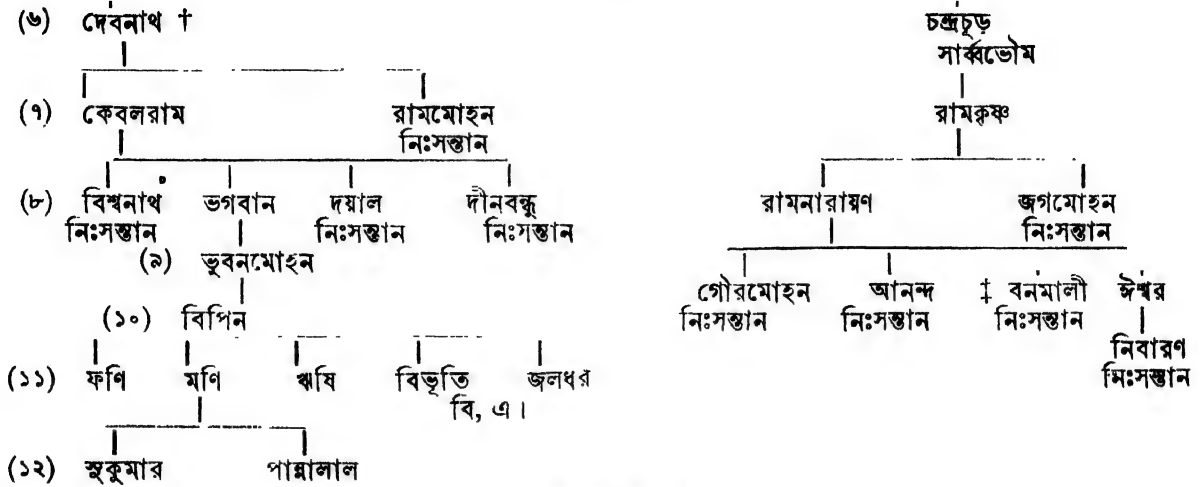 (৬) দেবনাথ † চন্দ্রচূড়
সার্ব্বভৌম
(৭) কেবলরাম রামমোহন রামকৃষ্ণ
নিঃসন্তান
(৮) বিশ্বনাথ ভগবান দয়াল দীনবন্ধু রামনারায়ণ জগমোহন
নিঃসন্তান নিঃসন্তান নিঃসন্তান নিঃসন্তান
(৯) ভুবনমোহন
গৌরমোহন আনন্দ ‡ বনমালী ঈশ্বর
(১০) বিপিন নিঃসন্তান নিঃসন্তান নিঃসন্তান
নিবারণ
(১১) ফণি মণি ঋষি বিভূতি জলধর নিঃসন্তান
বি, এ।
(১২) সুকুমার পান্নালাল